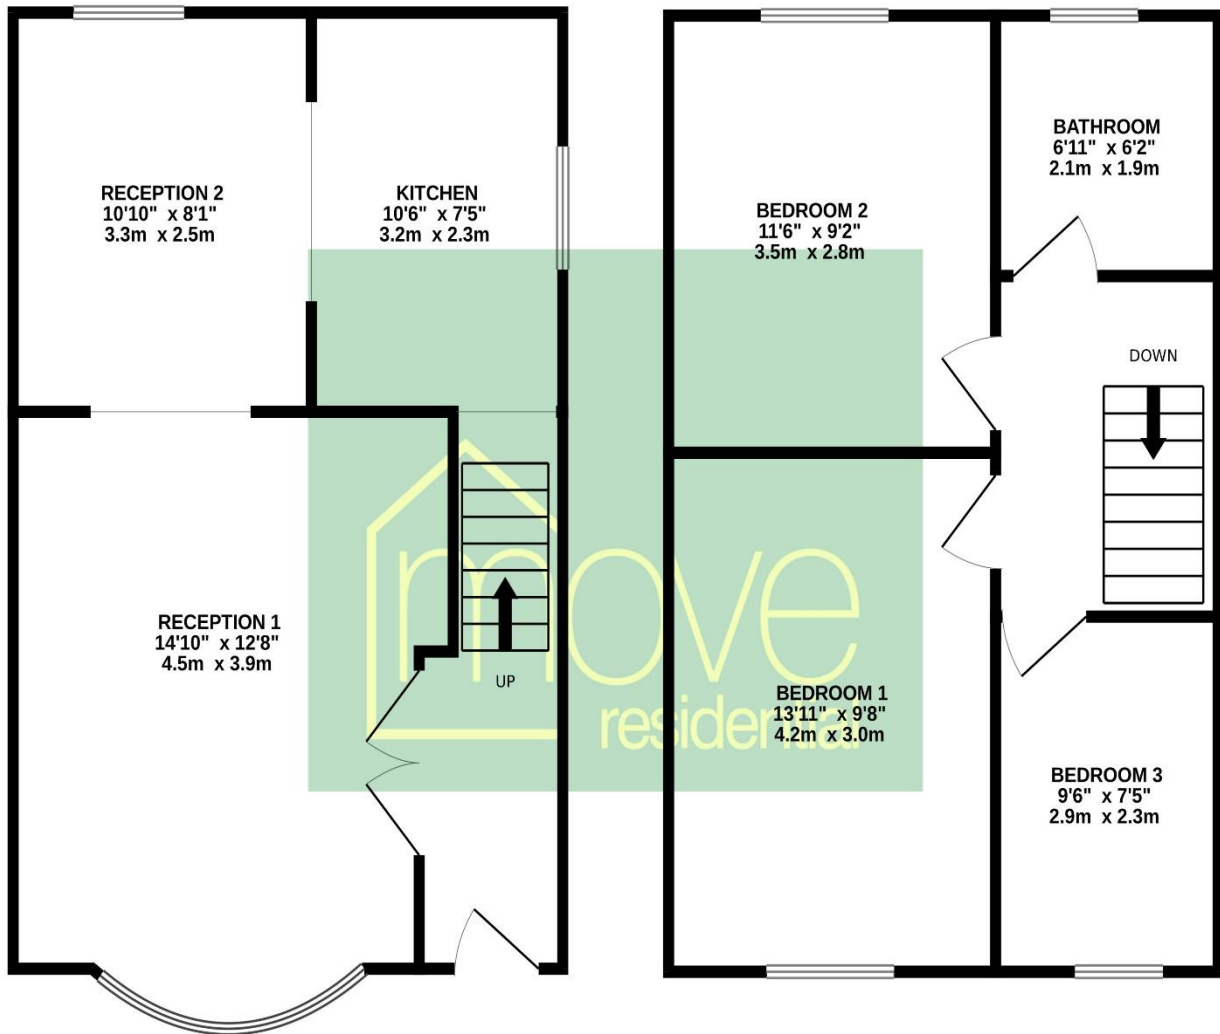 RECEPTION 2
10'10" x 8'1"
3.3m x 2.5m
KITCHEN
10'6" x 7'5"
3.2m x 2.3m
RECEPTION 1
14'10" x 12'8"
4.5m x 3.9m
UP
BEDROOM 2
11'6" x 9'2"
3.5m x 2.8m
BATHROOM
6'11" x 6'2"
2.1m x 1.9m
DOWN
BEDROOM 1
13'11" x 9'8"
4.2m x 3.0m
BEDROOM 3
9'6" x 7'5"
2.9m x 2.3m
move
residential